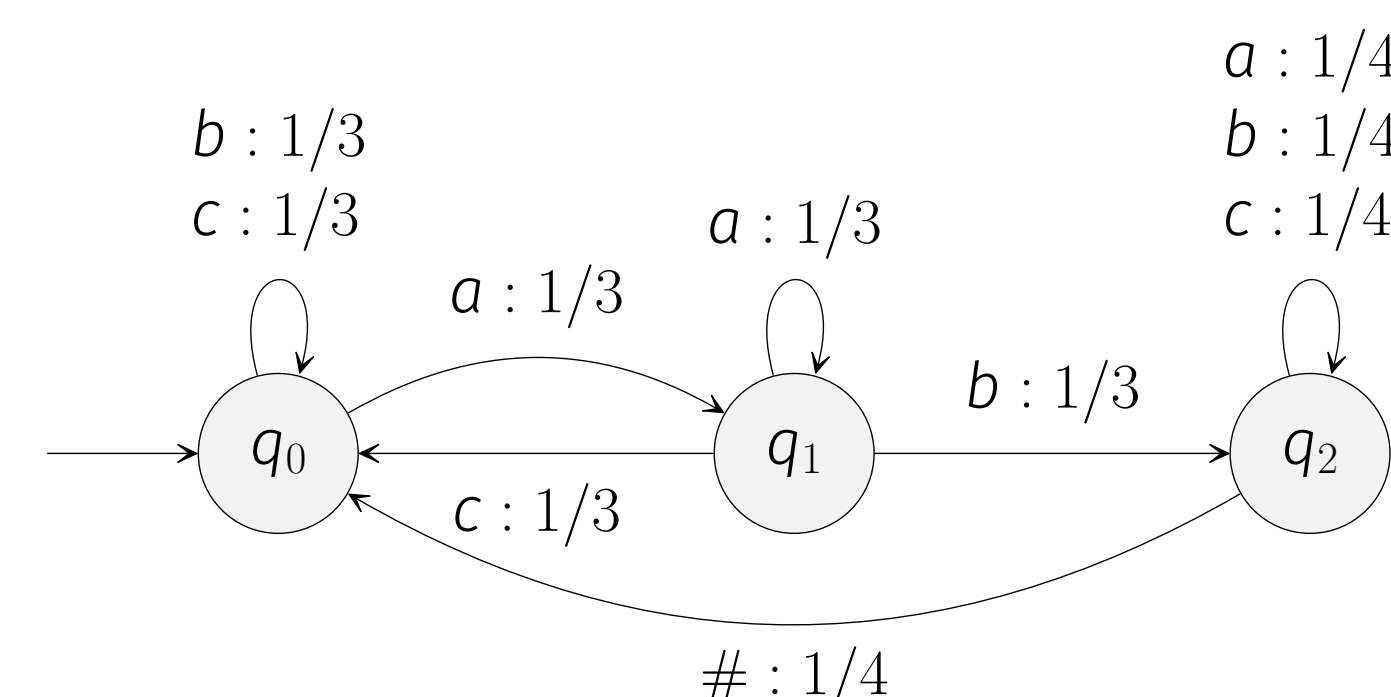 a : 1/4
b : 1/3
b : 1/4
c : 1/3
a : 1/3
c : 1/4
a : 1/3
b : 1/3
q0
q1
q2
c : 1/3
# : 1/4